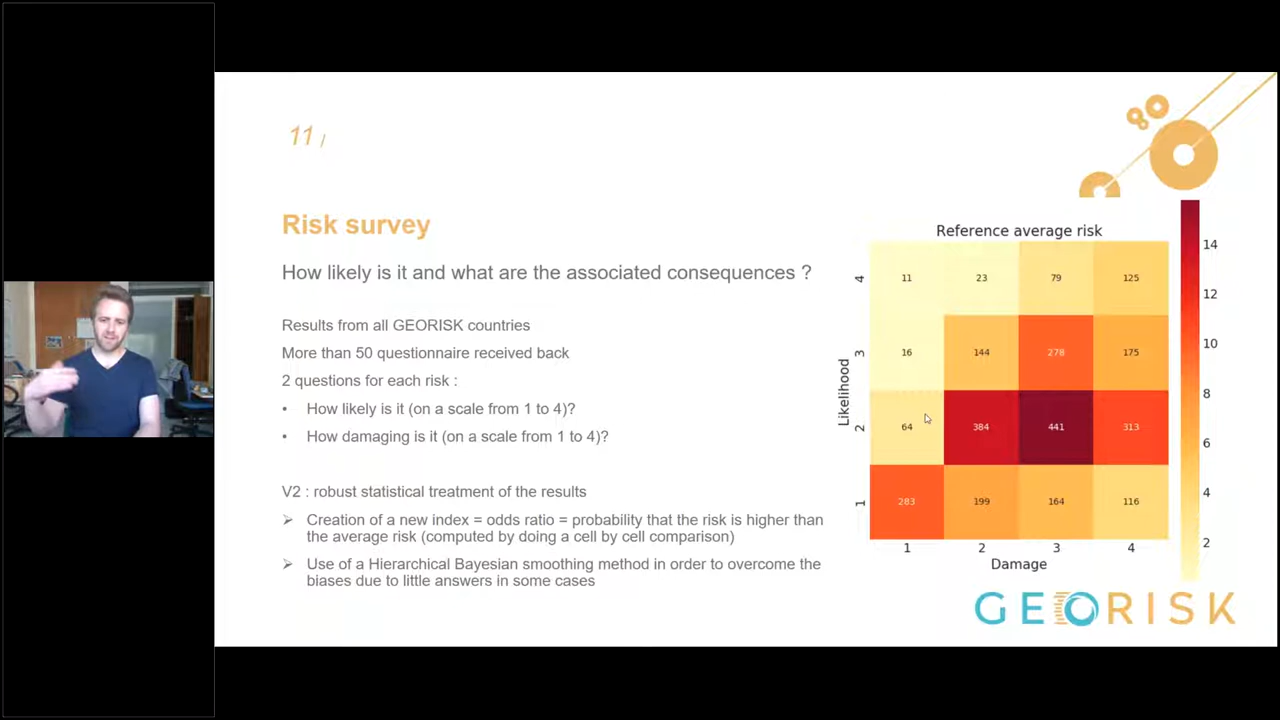 11 /
Risk survey
How likely is it and what are the associated consequences ?
Results from all GEORISK countries
More than 50 questionnaire received back
2 questions for each risk :
• How likely is it (on a scale from 1 to 4)?
• How damaging is it (on a scale from 1 to 4)?
V2 : robust statistical treatment of the results
➢ Creation of a new index = odds ratio = probability that the risk is higher than
the average risk (computed by doing a cell by cell comparison)
➢ Use of a Hierarchical Bayesian smoothing method in order to overcome the
biases due to little answers in some cases
Reference average risk
4 11 23 79 125
3 16 144 278 175
2 64 384 441 313
1 283 199 164 116
1 2 3 4
Likelihood
Damage
14
12
10
8
6
4
2
GEORISK